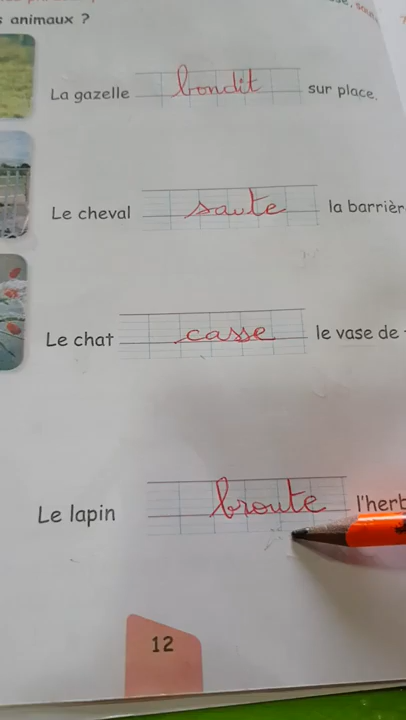 animaux ?
La gazelle bondit sur place.
Le cheval saute la barrièr
Le chat casse le vase de
Le lapin broute l'herb
12